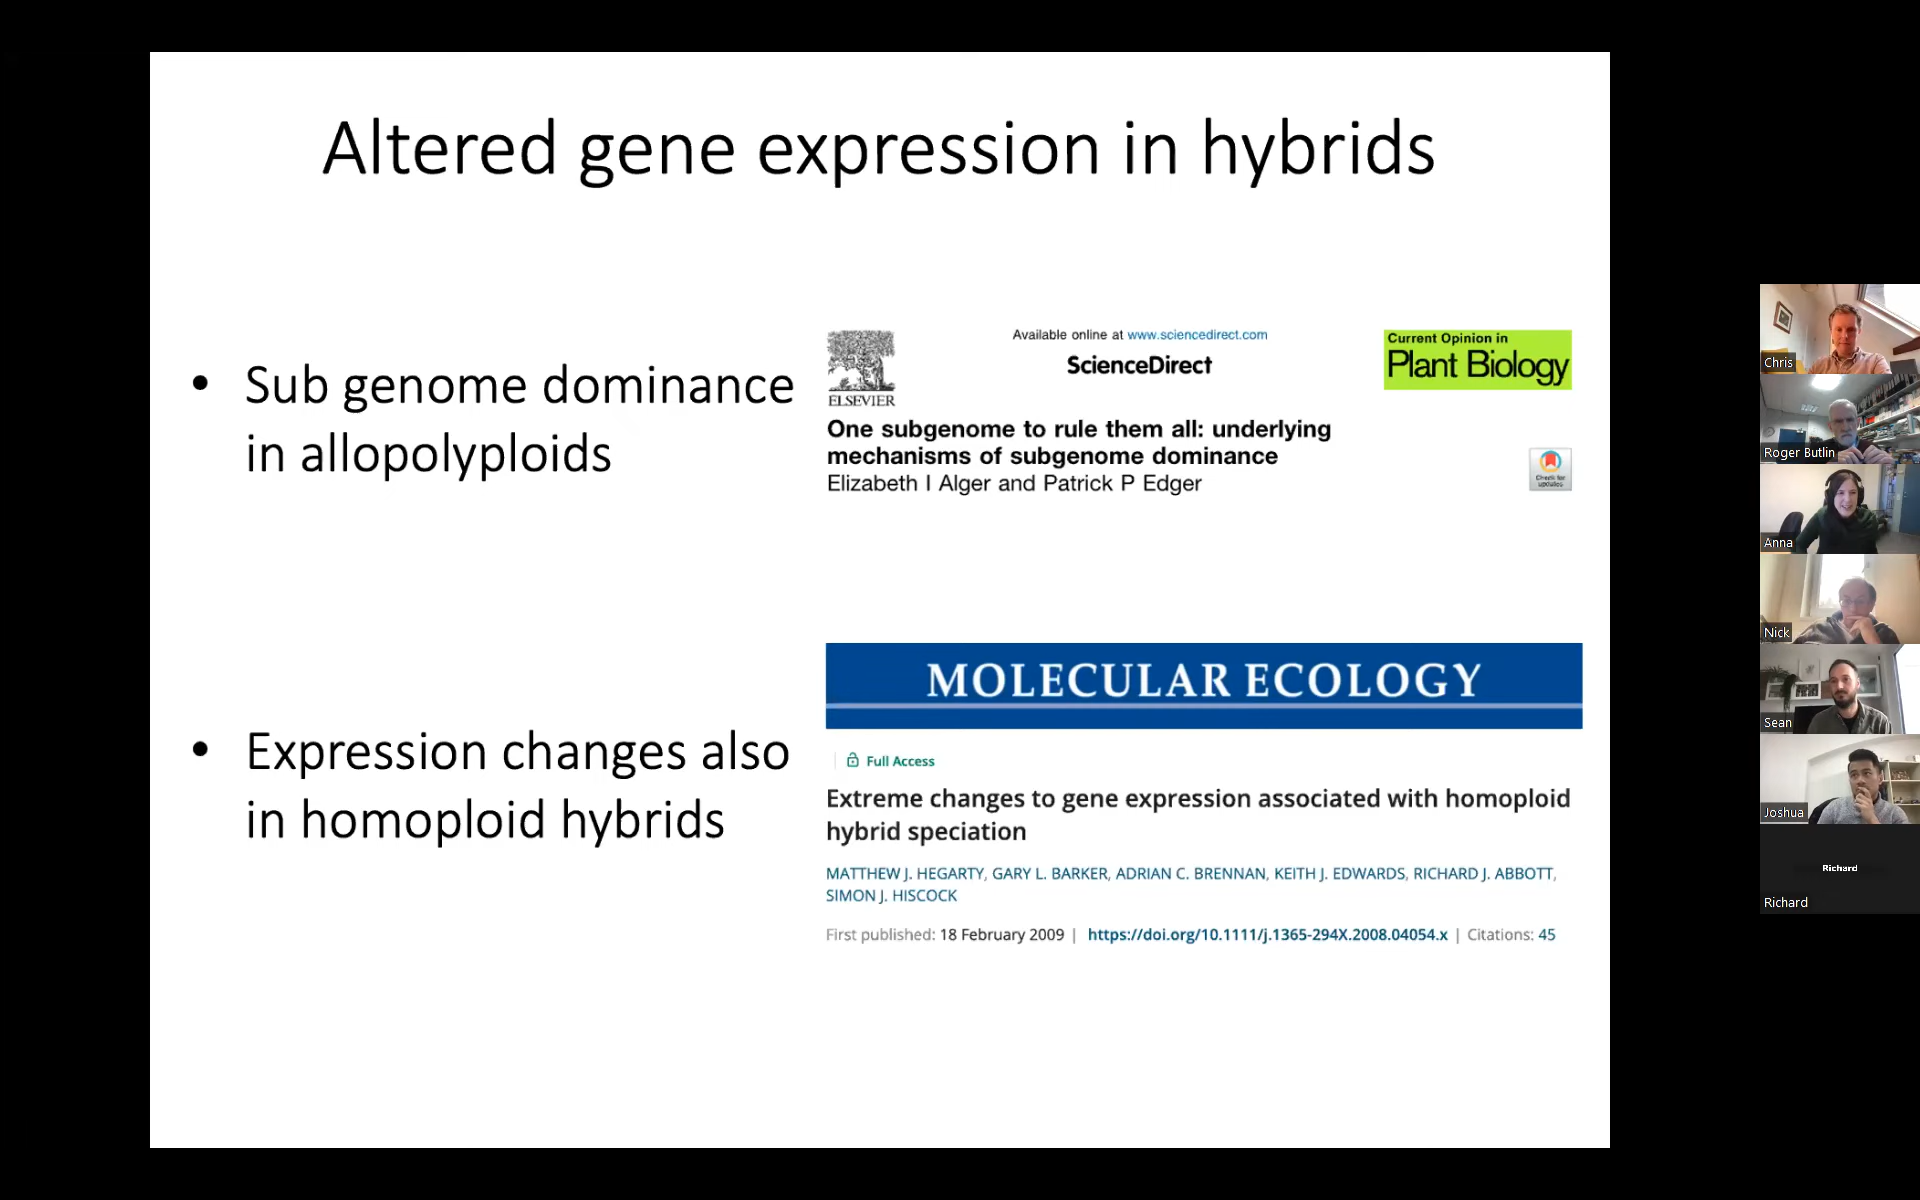 Altered gene expression in hybrids
• Sub genome dominance
in allopolyploids
ELSEVIER
Available online at www.sciencedirect.com
ScienceDirect
Current Opinion in
Plant Biology
One subgenome to rule them all: underlying
mechanisms of subgenome dominance
Elizabeth I Alger and Patrick P Edger
Check for
updates
• Expression changes also
in homoploid hybrids
MOLECULAR ECOLOGY
Full Access
Extreme changes to gene expression associated with homoploid
hybrid speciation
MATTHEW J. HEGARTY, GARY L. BARKER, ADRIAN C. BRENNAN, KEITH J. EDWARDS, RICHARD J. ABBOTT,
SIMON J. HISCOCK
First published: 18 February 2009 | https://doi.org/10.1111/j.1365-294X.2008.04054.x | Citations: 45
Chris
Roger Butlin
Anna
Nick
Sean
Joshua
Richard
Richard